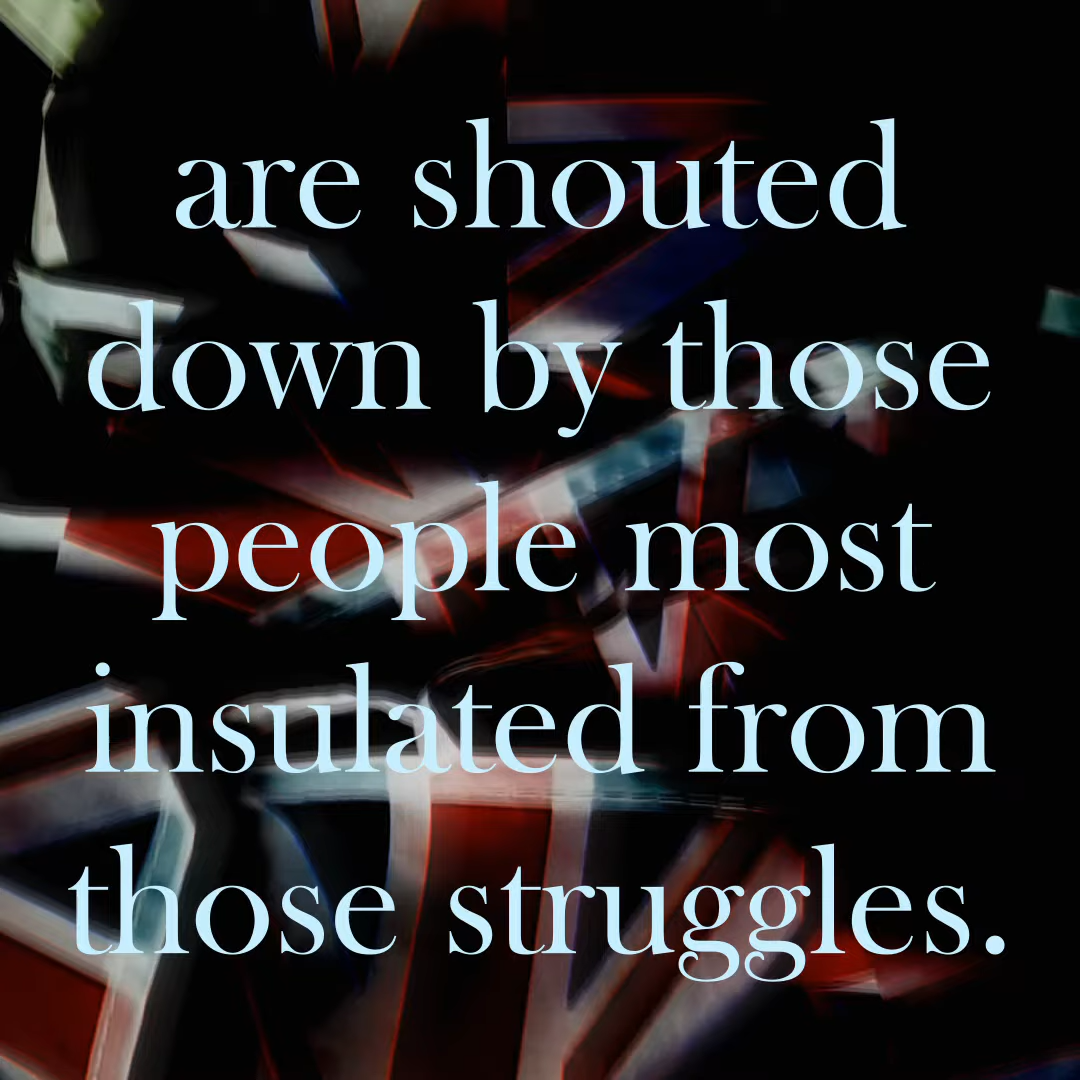 are shouted
down by those
people most
insulated from
those struggles.